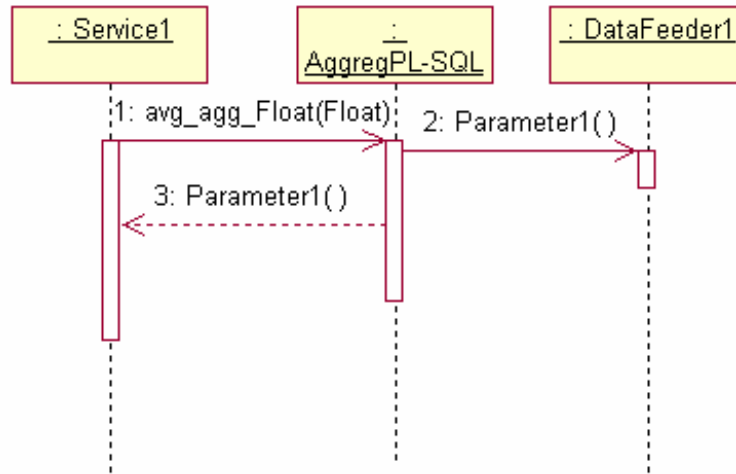 : Service1
:
AggregPL-SQL
: DataFeeder1
1: avg_agg_Float(Float)
2: Parameter1( )
3: Parameter1( )